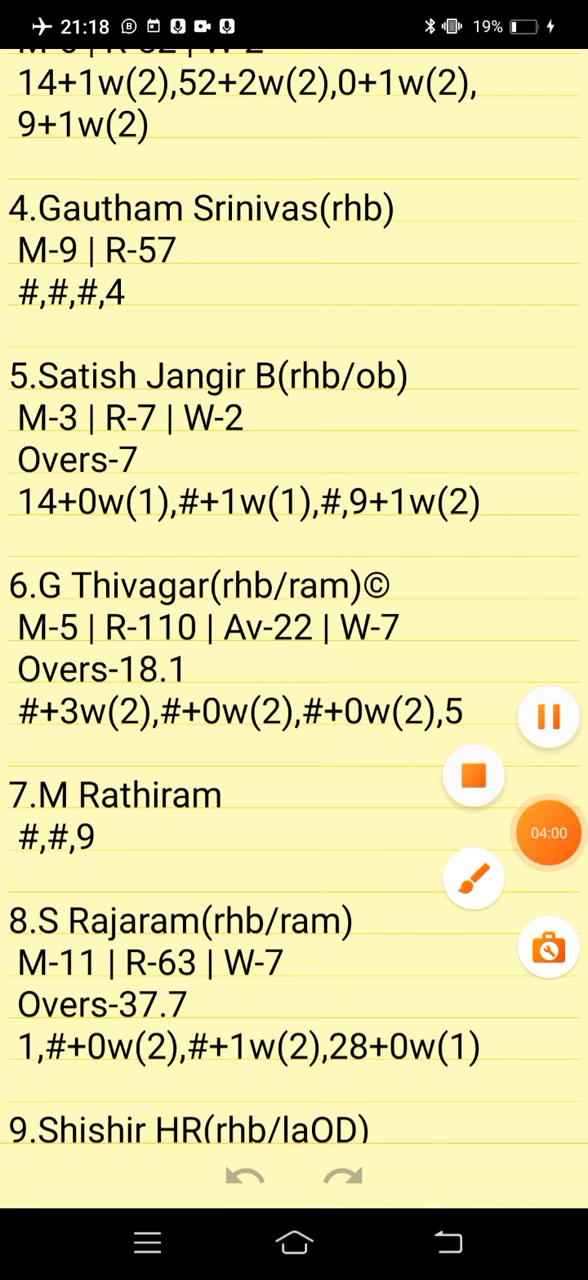 21:18
19%
M-6 | R-82 | W-2
14+1w(2),52+2w(2),0+1w(2),
9+1w(2)
4.Gautham Srinivas(rhb)
M-9 | R-57
#,#,#,4
5.Satish Jangir B(rhb/ob)
M-3 | R-7 | W-2
Overs-7
14+0w(1),#+1w(1),#,9+1w(2)
6.G Thivagar(rhb/ram)©
M-5 | R-110 | Av-22 | W-7
Overs-18.1
#+3w(2),#+0w(2),#+0w(2),5
7.M Rathiram
#,#,9
04:00
8.S Rajaram(rhb/ram)
M-11 | R-63 | W-7
Overs-37.7
1,#+0w(2),#+1w(2),28+0w(1)
9.Shishir HR(rhb/laOD)